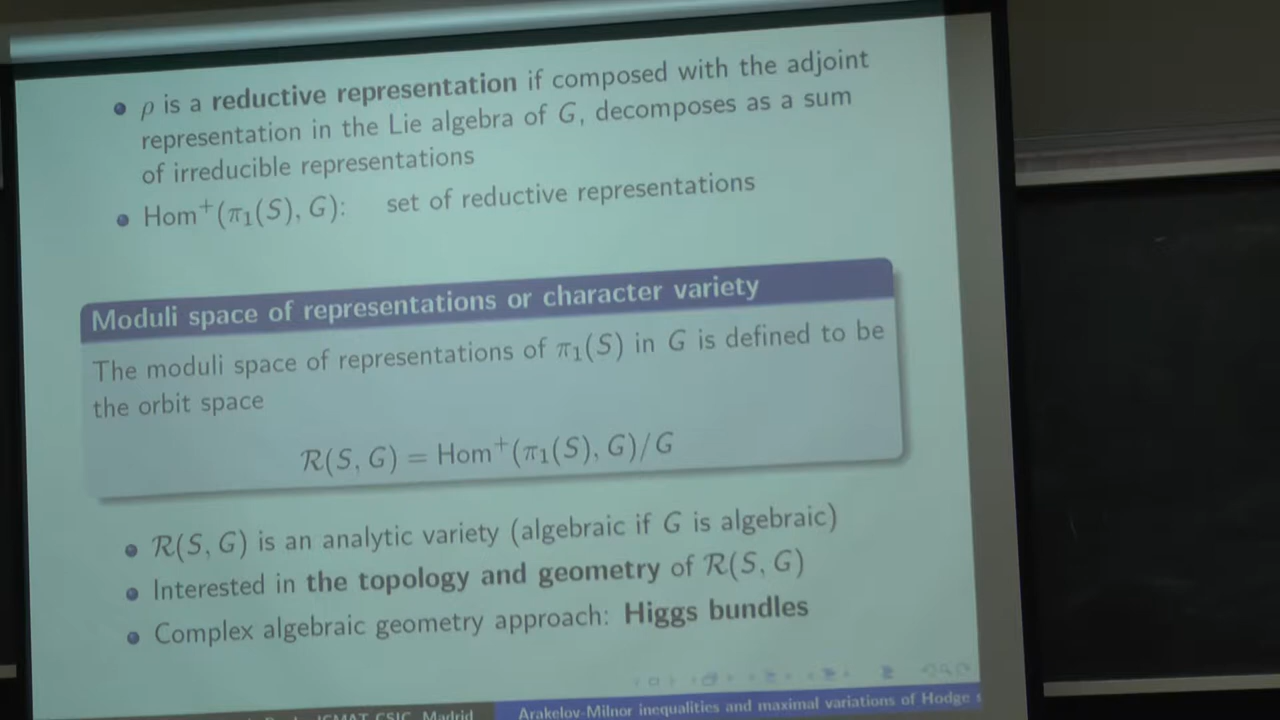 ρ is a reductive representation if composed with the adjoint
representation in the Lie algebra of G, decomposes as a sum
of irreducible representations
Hom⁺(π₁(S), G): set of reductive representations
Moduli space of representations or character variety
The moduli space of representations of π₁(S) in G is defined to be
the orbit space
ℛ(S, G) = Hom⁺(π₁(S), G)/G
ℛ(S, G) is an analytic variety (algebraic if G is algebraic)
Interested in the topology and geometry of ℛ(S, G)
Complex algebraic geometry approach: Higgs bundles
ICMAT-CSIC, Madrid
Arakelov-Milnor inequalities and maximal variations of Hodge s